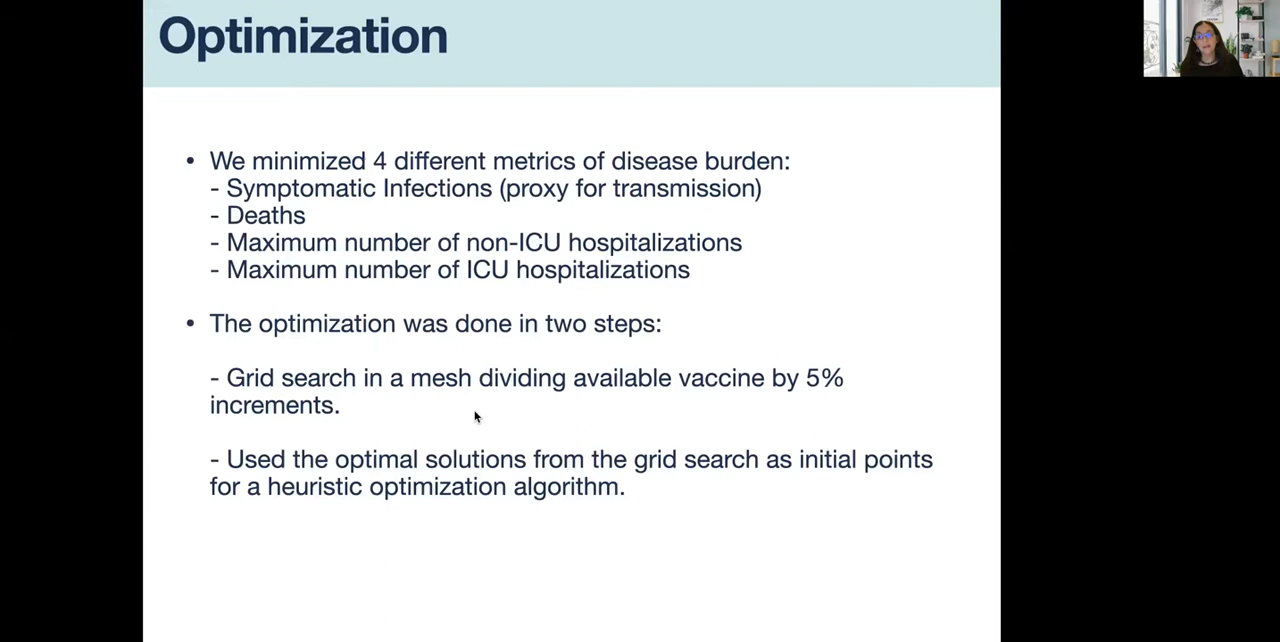 Optimization
• We minimized 4 different metrics of disease burden:
- Symptomatic Infections (proxy for transmission)
- Deaths
- Maximum number of non-ICU hospitalizations
- Maximum number of ICU hospitalizations
• The optimization was done in two steps:
- Grid search in a mesh dividing available vaccine by 5%
increments.
- Used the optimal solutions from the grid search as initial points
for a heuristic optimization algorithm.